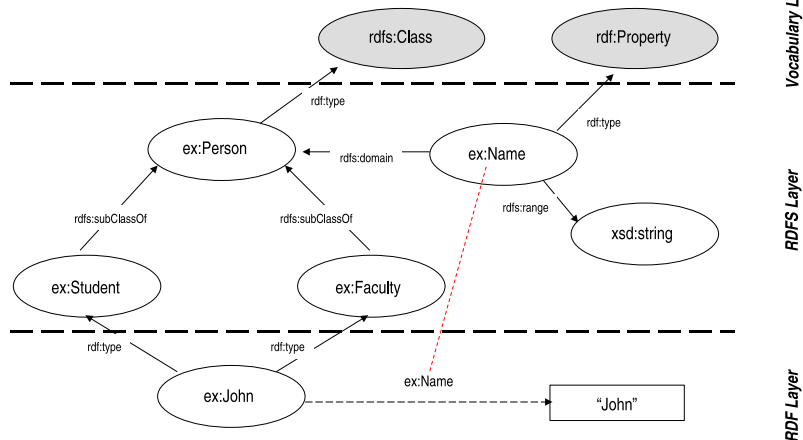 rdfs:Class
rdf:Property
Vocabulary L
rdf:type
rdf:type
ex:Person
rdfs:domain
ex:Name
rdfs:subClassOf
rdfs:subClassOf
rdfs:range
xsd:string
RDFS Layer
ex:Student
ex:Faculty
rdf:type
rdf:type
ex:Name
ex:John
“John”
RDF Layer